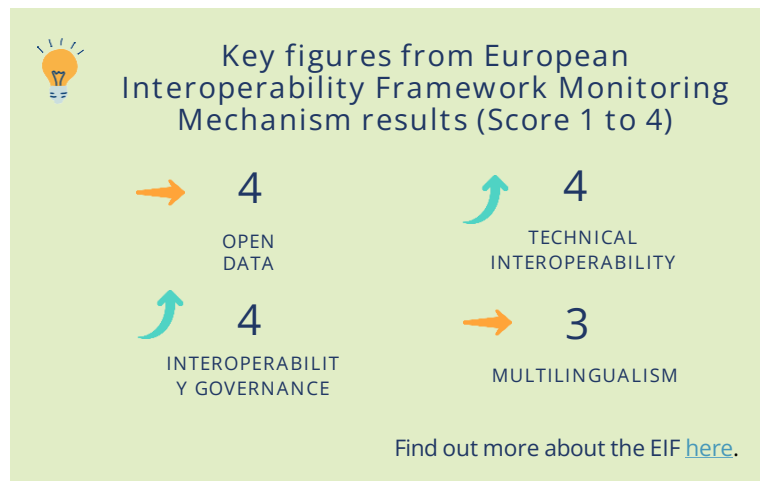 Key figures from European
Interoperability Framework Monitoring
Mechanism results (Score 1 to 4)
4
OPEN
DATA
4
TECHNICAL
INTEROPERABILITY
4
INTEROPERABILIT
Y GOVERNANCE
3
MULTILINGUALISM
Find out more about the EIF here.